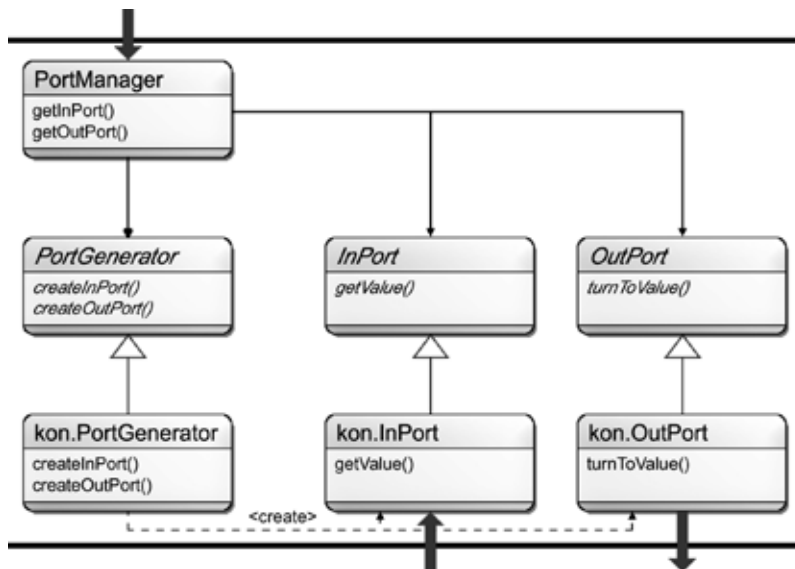 PortManager
getInPort()
getOutPort()
PortGenerator
createInPort()
createOutPort()
InPort
getValue()
OutPort
turnToValue()
kon.PortGenerator
createInPort()
createOutPort()
kon.InPort
getValue()
kon.OutPort
turnToValue()
<create>